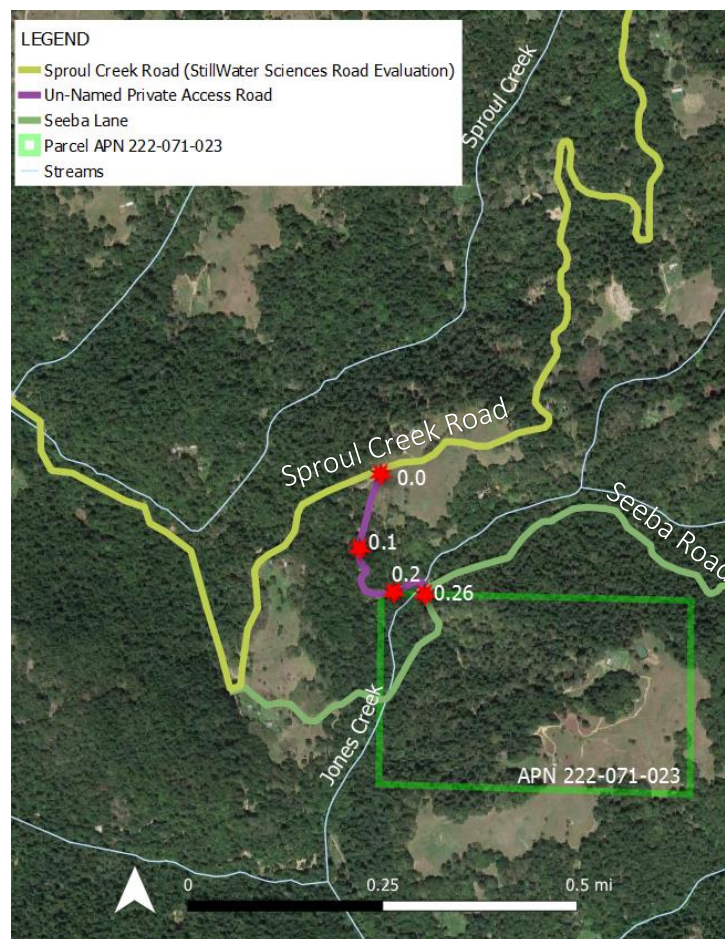 LEGEND
Sproul Creek Road (StillWater Sciences Road Evaluation)
Un-Named Private Access Road
Seeba Lane
Parcel APN 222-071-023
Streams
Sproul Creek
Sproul Creek Road
0.0
Seeba Road
0.1
0.2
0.26
Jones Creek
APN 222-071-023
0 0.25 0.5 mi